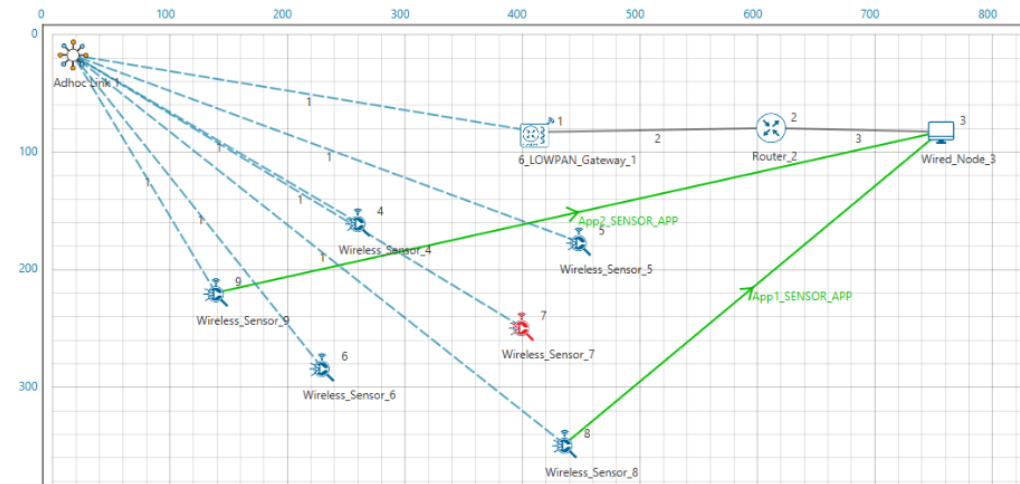 0 100 200 300 400 500 600 700 800
0
Adhoc Link_1
1
1
6_LOWPAN_Gateway_1
2
2
Router_2
3
3
Wired_Node_3
100
1
1
1
1
4
Wireless_Sensor_4
App2_SENSOR_APP
5
Wireless_Sensor_5
1
200
1
9
Wireless_Sensor_9
App1_SENSOR_APP
7
Wireless_Sensor_7
6
Wireless_Sensor_6
300
8
Wireless_Sensor_8